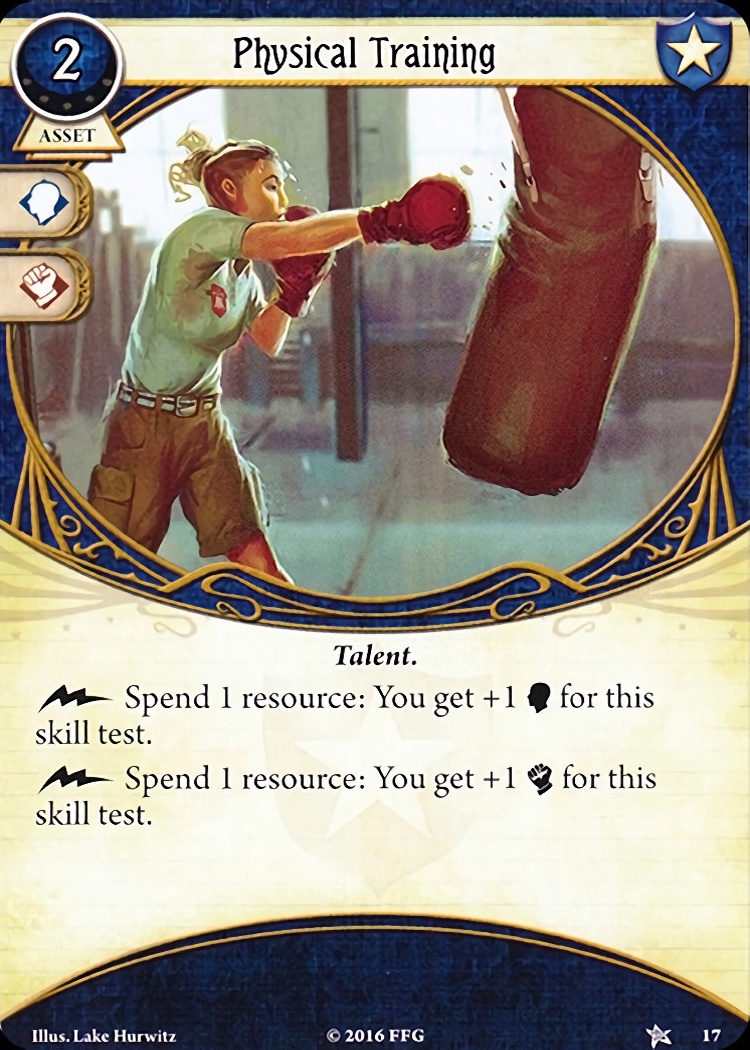 2
Physical Training
ASSET
Talent.
Spend 1 resource: You get +1 for this
skill test.
Spend 1 resource: You get +1 for this
skill test.
Illus. Lake Hurwitz
© 2016 FFG
17